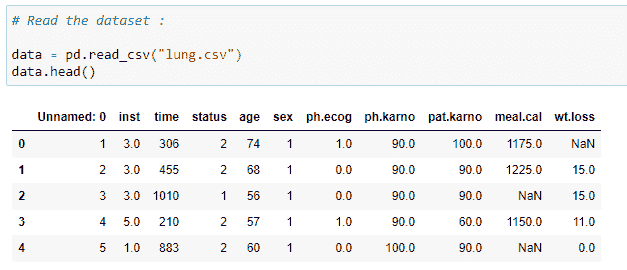 # Read the dataset :
data = pd.read_csv("lung.csv")
data.head()
Unnamed: 0 inst time status age sex ph.ecog ph.karno pat.karno meal.cal wt.loss
0 1 3.0 306 2 74 1 1.0 90.0 100.0 1175.0 NaN
1 2 3.0 455 2 68 1 0.0 90.0 90.0 1225.0 15.0
2 3 3.0 1010 1 56 1 0.0 90.0 90.0 NaN 15.0
3 4 5.0 210 2 57 1 1.0 90.0 60.0 1150.0 11.0
4 5 1.0 883 2 60 1 0.0 100.0 90.0 NaN 0.0